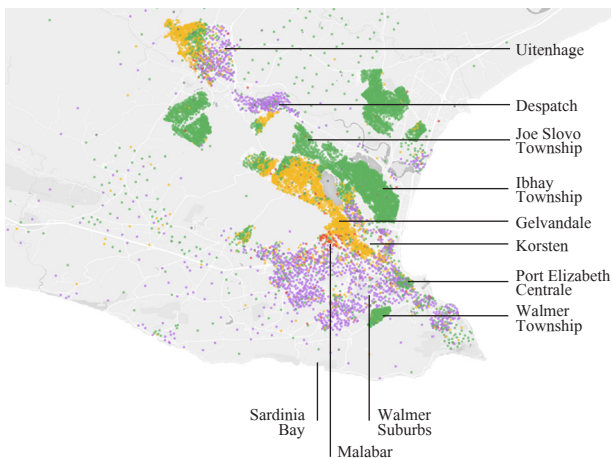 Uitenhage
Despatch
Joe Slovo
Township
Ibhay
Township
Gelvandale
Korsten
Port Elizabeth
Centrale
Walmer
Township
Sardinia
Bay
Walmer
Suburbs
Malabar